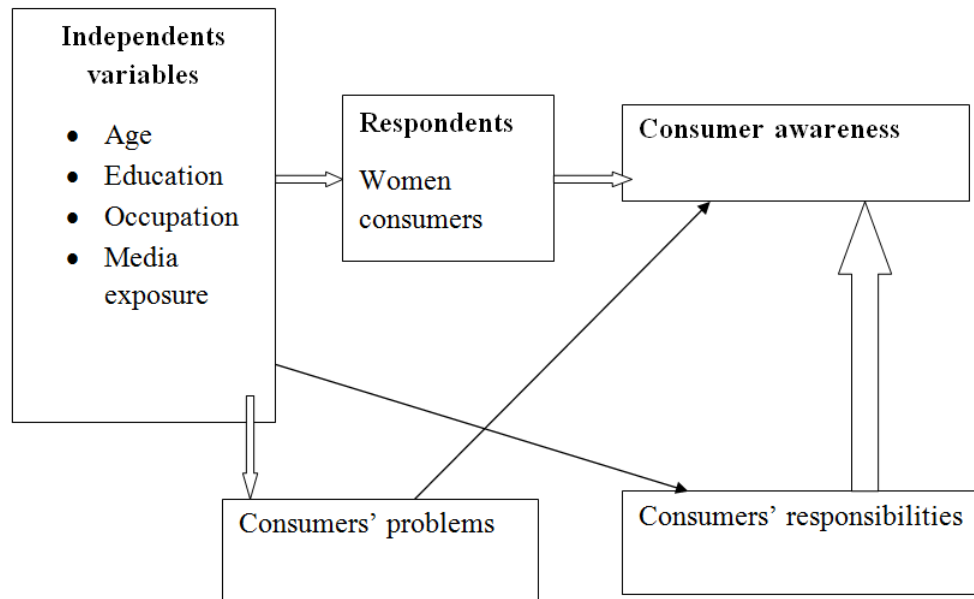 Independents
variables
• Age
• Education
• Occupation
• Media
exposure
Respondents
Women
consumers
Consumer awareness
Consumers’ problems
Consumers’ responsibilities